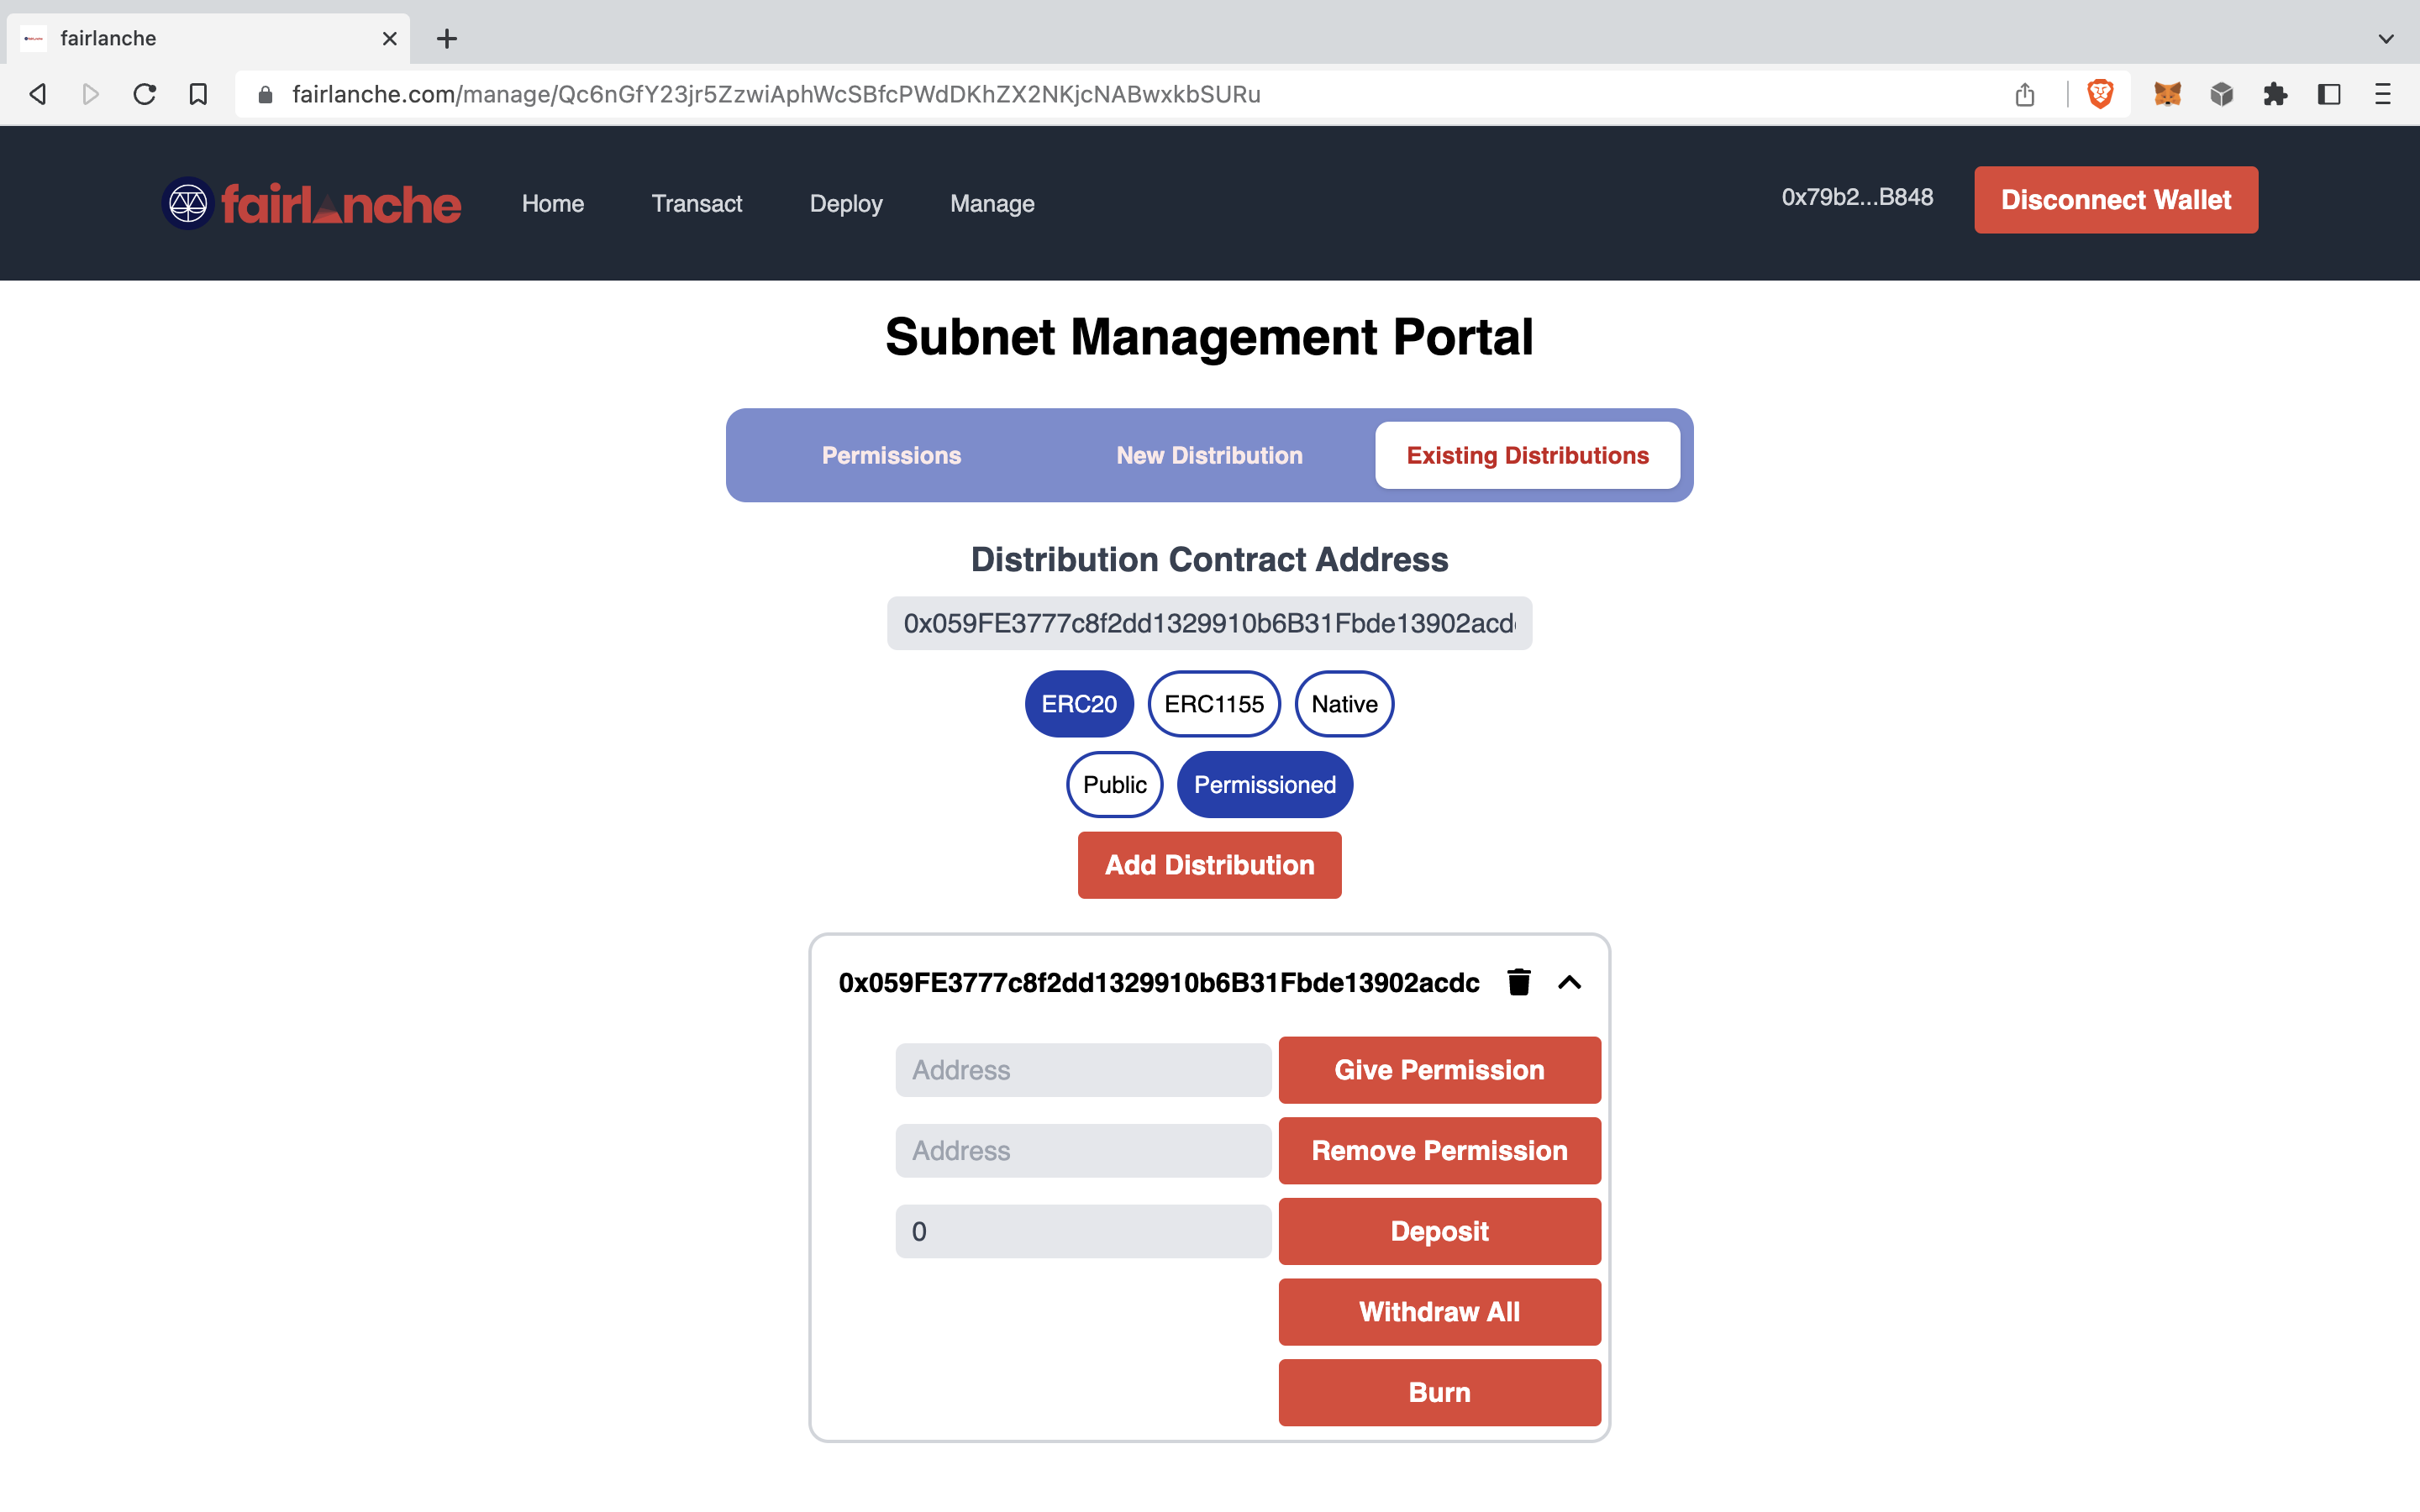 fairlanche
fairlanche.com/manage/Qc6nGfY23jr5ZzwiAphWcSBfcPWdDKhZX2NKjcNABwxkbSURu
fairlanche Home Transact Deploy Manage 0x79b2...B848 Disconnect Wallet
Subnet Management Portal
Permissions New Distribution Existing Distributions
Distribution Contract Address
0x059FE3777c8f2dd1329910b6B31Fbde13902acd
ERC20 ERC1155 Native
Public Permissioned
Add Distribution
0x059FE3777c8f2dd1329910b6B31Fbde13902acdc
Address Give Permission
Address Remove Permission
0 Deposit
Withdraw All
Burn